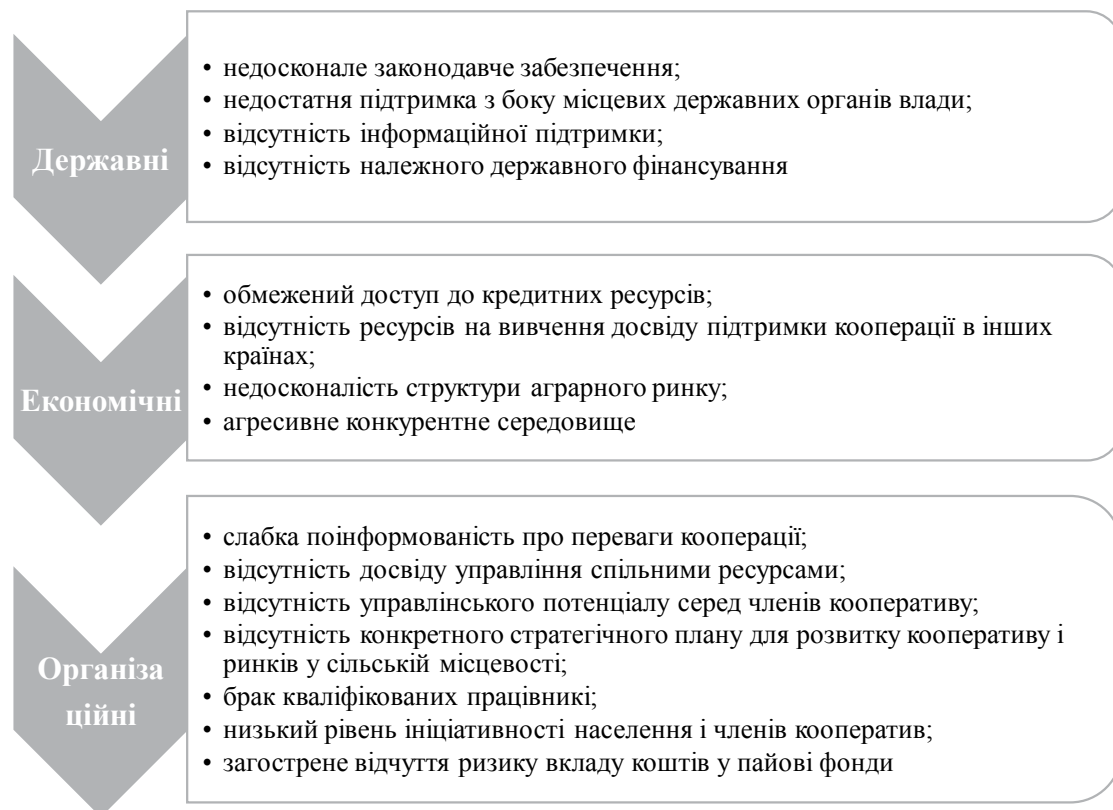 Державні
• недосконале законодавче забезпечення;
• недостатня підтримка з боку місцевих державних органів влади;
• відсутність інформаційної підтримки;
• відсутність належного державного фінансування
Економічні
• обмежений доступ до кредитних ресурсів;
• відсутність ресурсів на вивчення досвіду підтримки кооперації в інших
країнах;
• недосконалість структури аграрного ринку;
• агресивне конкурентне середовище
Організа
ційні
• слабка поінформованість про переваги кооперації;
• відсутність досвіду управління спільними ресурсами;
• відсутність управлінського потенціалу серед членів кооперативу;
• відсутність конкретного стратегічного плану для розвитку кооперативу і
ринків у сільській місцевості;
• брак кваліфікованих працівникі;
• низький рівень ініціативності населення і членів кооператив;
• загострене відчуття ризику вкладу коштів у пайові фонди